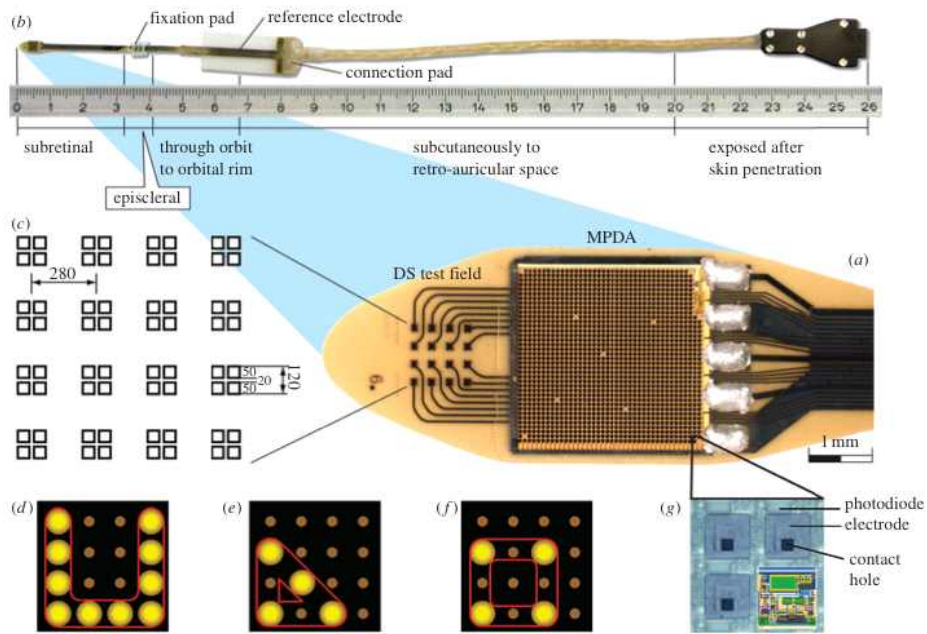 (b)
fixation pad
reference electrode
connection pad
0 1 2 3 4 5 6 7 8 9 10 11 12 13 14 15 16 17 18 19 20 21 22 23 24 25 26
subretinal
through orbit
to orbital rim
subcutaneously to
retro-auricular space
exposed after
skin penetration
episcleral
(c)
280
50
20
50
120
MPDA
(a)
DS test field
1 mm
(d)
(e)
(f)
(g)
photodiode
electrode
contact
hole